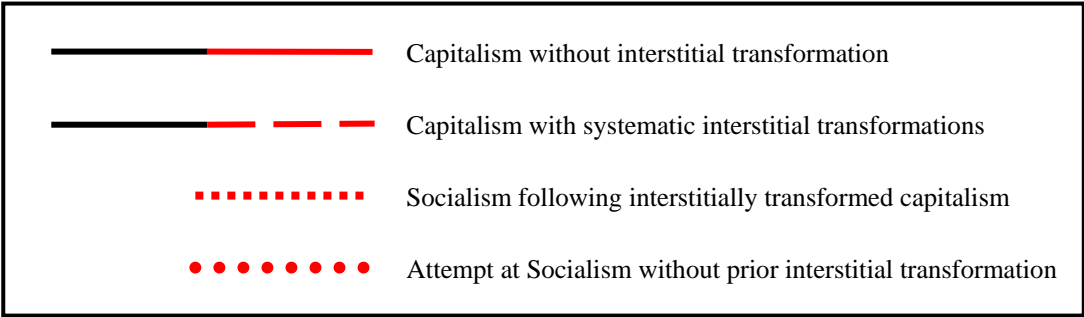 Capitalism without interstitial transformation
Capitalism with systematic interstitial transformations
Socialism following interstitially transformed capitalism
Attempt at Socialism without prior interstitial transformation